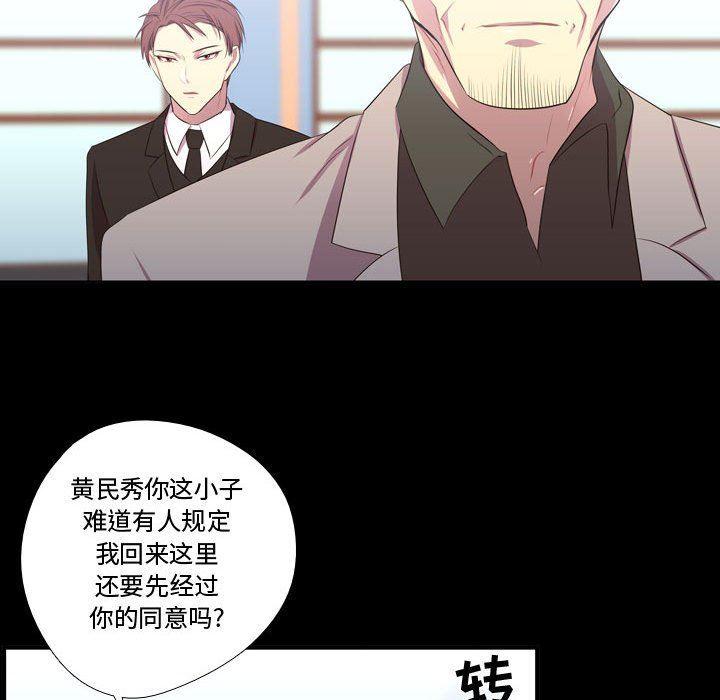 黄民秀你这小子
难道有人规定
我回来这里
还要先经过
你的同意吗?
转